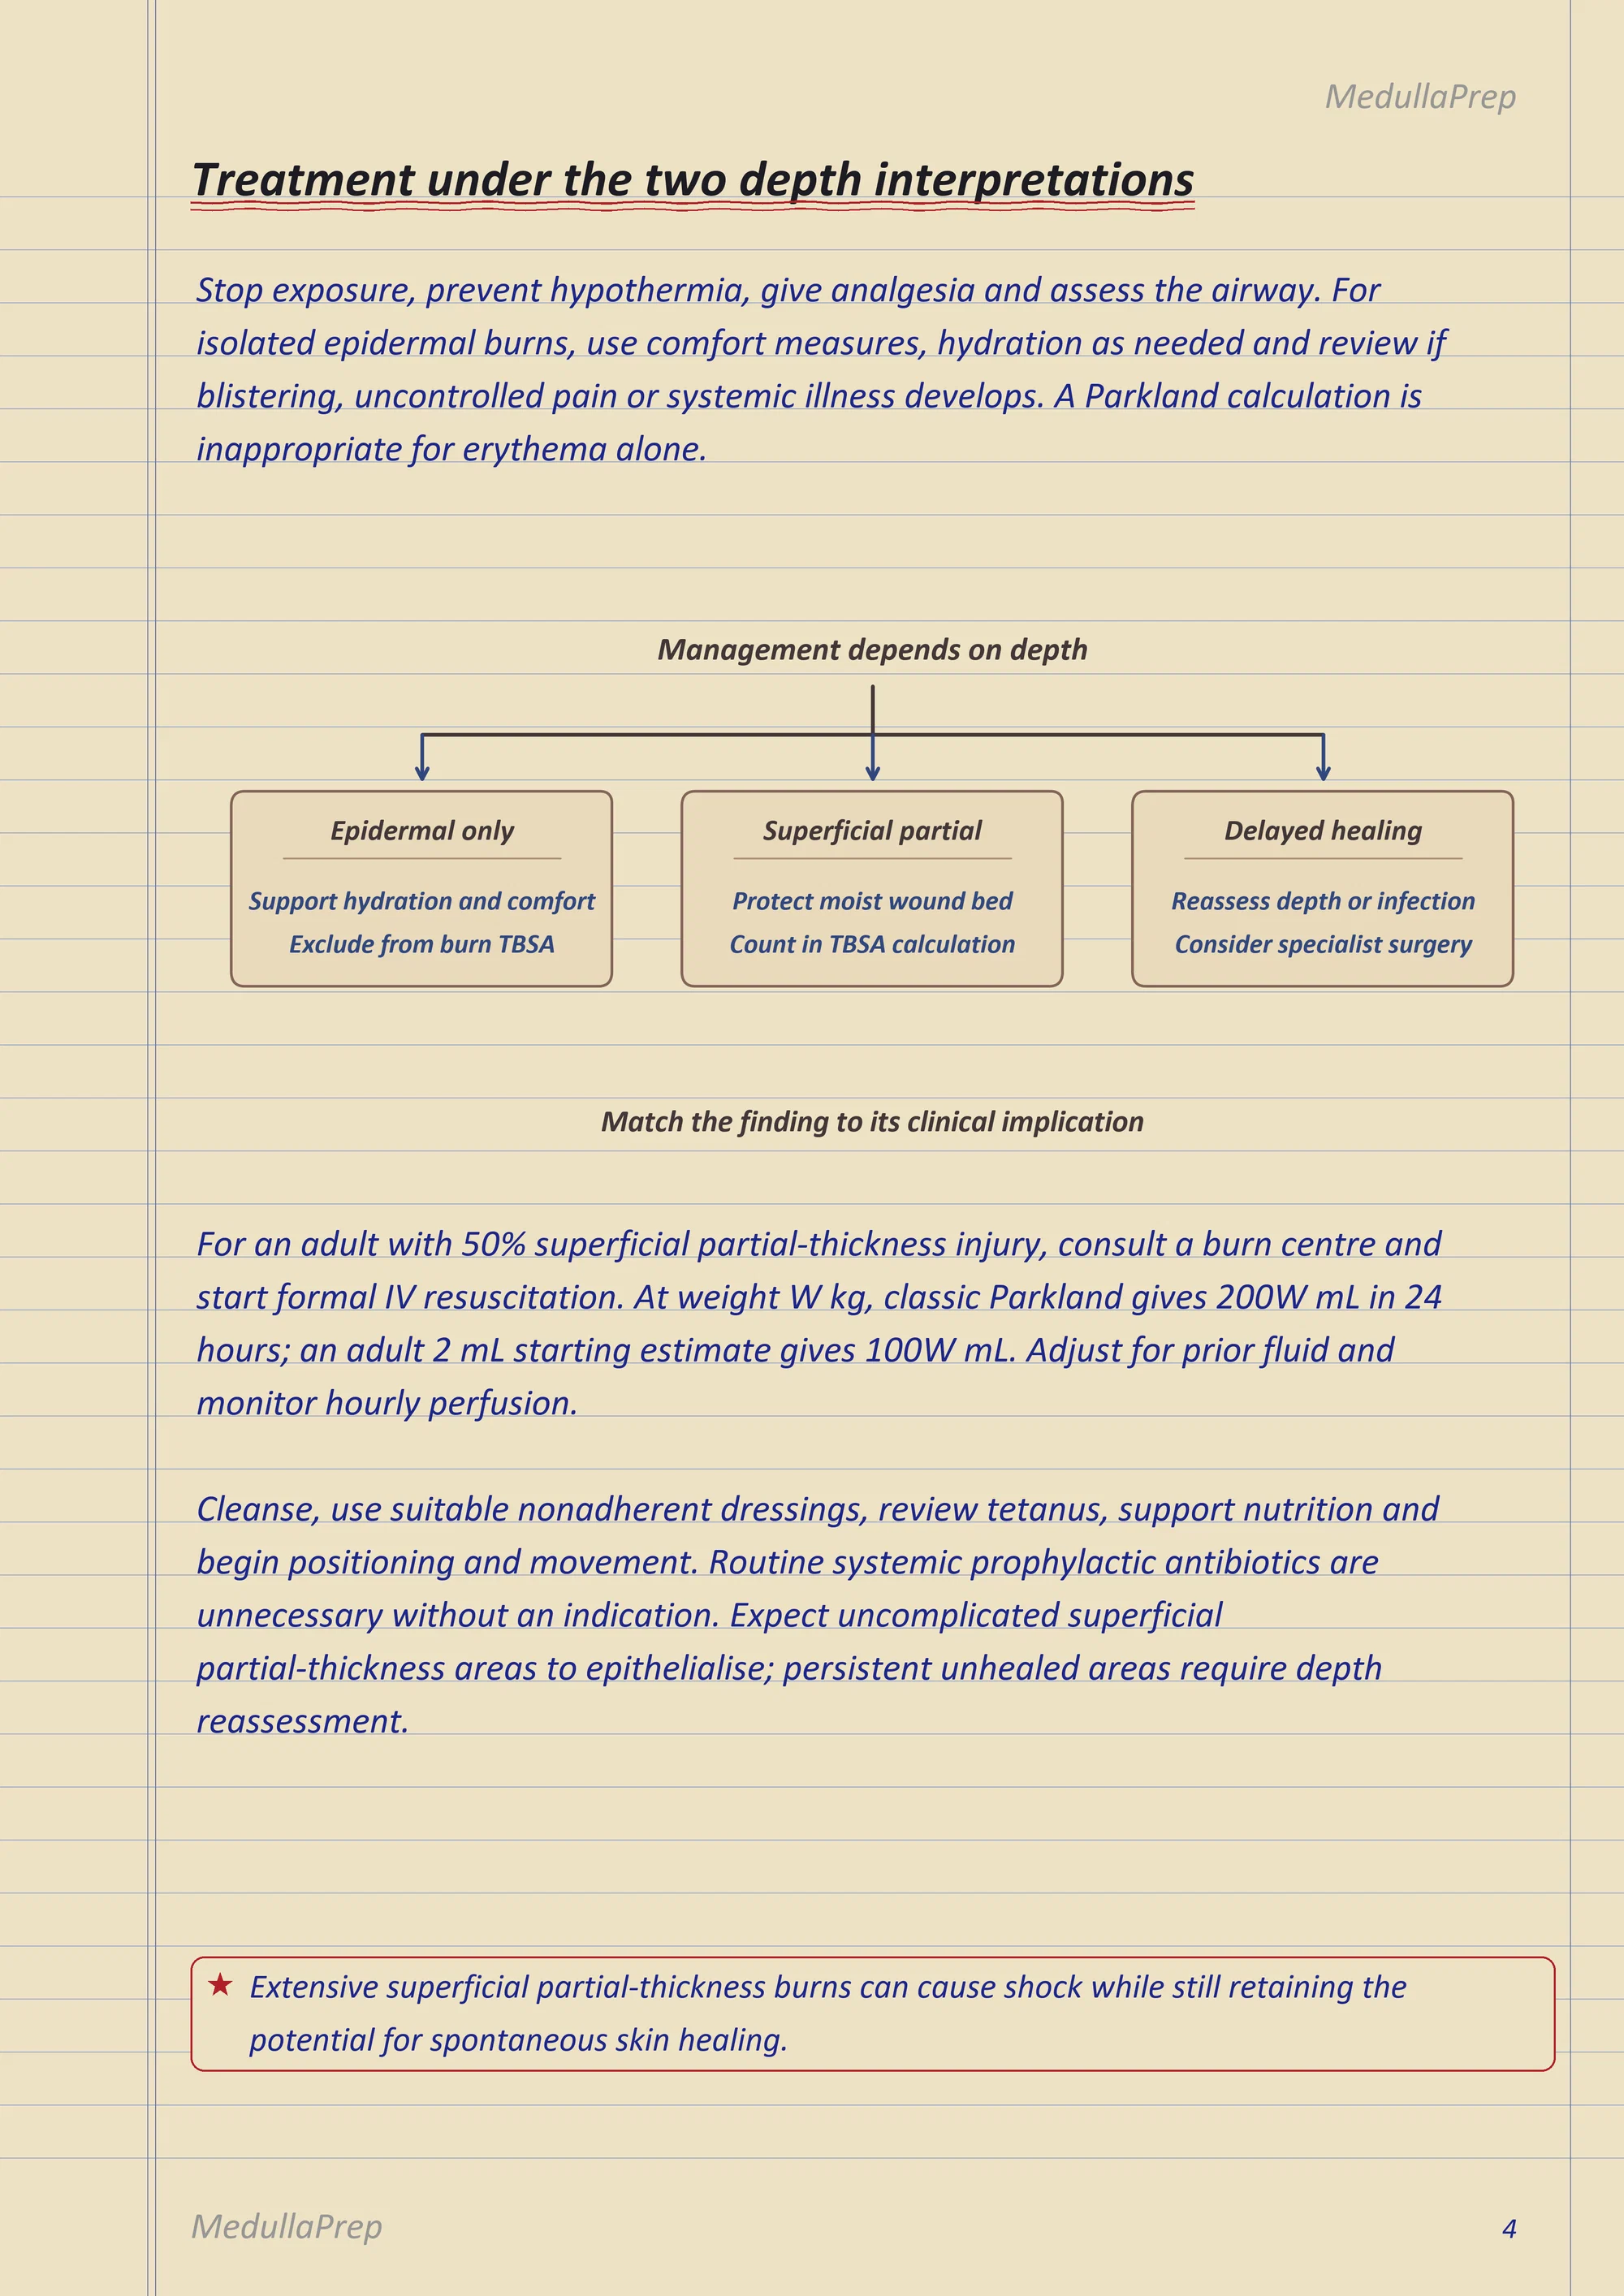 MedullaPrep
Treatment under the two depth interpretations
Stop exposure, prevent hypothermia, give analgesia and assess the airway. For
isolated epidermal burns, use comfort measures, hydration as needed and review if
blistering, uncontrolled pain or systemic illness develops. A Parkland calculation is
inappropriate for erythema alone.
Management depends on depth
Epidermal only
Support hydration and comfort
Exclude from burn TBSA
Superficial partial
Protect moist wound bed
Count in TBSA calculation
Delayed healing
Reassess depth or infection
Consider specialist surgery
Match the finding to its clinical implication
For an adult with 50% superficial partial-thickness injury, consult a burn centre and
start formal IV resuscitation. At weight W kg, classic Parkland gives 200W mL in 24
hours; an adult 2 mL starting estimate gives 100W mL. Adjust for prior fluid and
monitor hourly perfusion.
Cleanse, use suitable nonadherent dressings, review tetanus, support nutrition and
begin positioning and movement. Routine systemic prophylactic antibiotics are
unnecessary without an indication. Expect uncomplicated superficial
partial-thickness areas to epithelialise; persistent unhealed areas require depth
reassessment.
★ Extensive superficial partial-thickness burns can cause shock while still retaining the
potential for spontaneous skin healing.
MedullaPrep
4